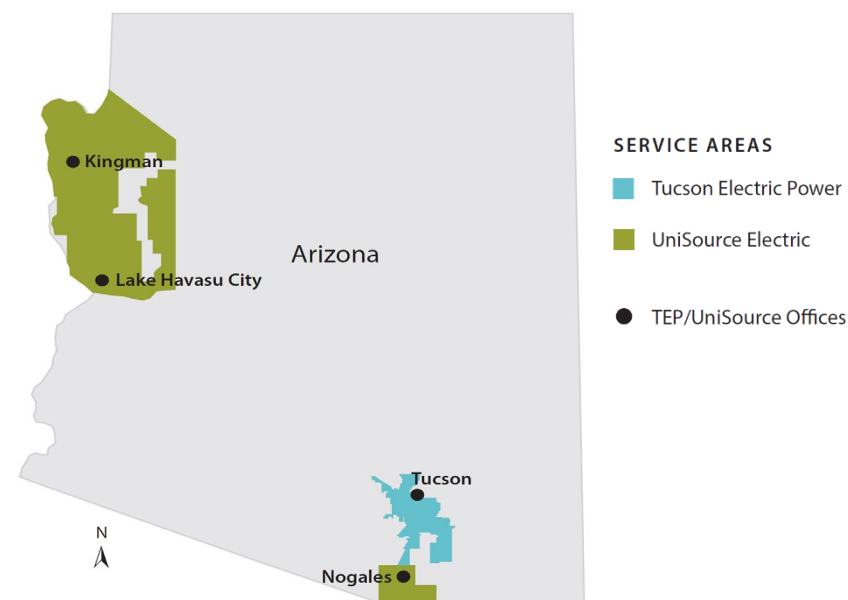 Kingman
Arizona
Lake Havasu City
Tucson
Nogales
N
SERVICE AREAS
Tucson Electric Power
UniSource Electric
TEP/UniSource Offices